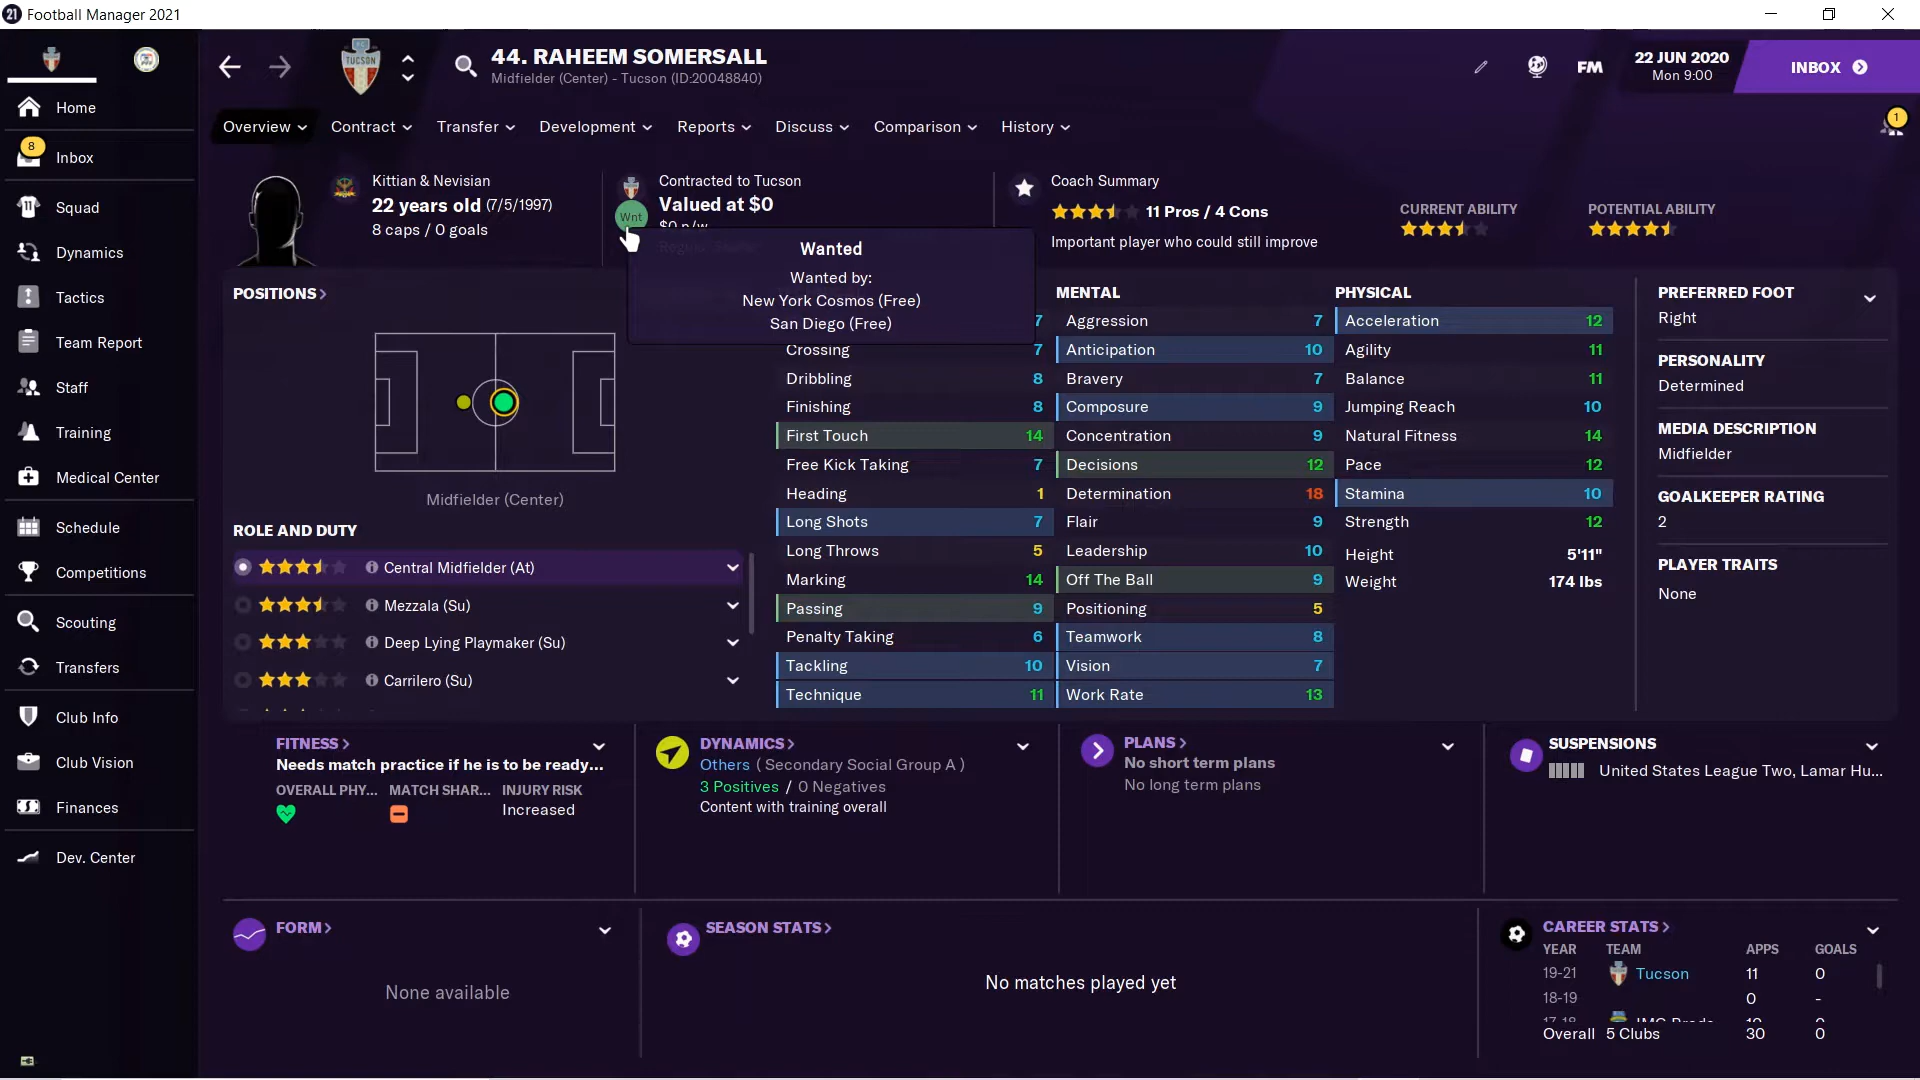 21 Football Manager 2021
TUCSON
44. RAHEEM SOMERSALL
Midfielder (Center) - Tucson (ID:20048840)
FM
22 JUN 2020
Mon 9:00
INBOX
Home
8
Inbox
Squad
Dynamics
Tactics
Team Report
Staff
Training
Medical Center
Schedule
Competitions
Scouting
Transfers
Club Info
Club Vision
Finances
Dev. Center
Overview Contract Transfer Development Reports Discuss Comparison History
1
Kittian & Nevisian
22 years old (7/5/1997)
8 caps / 0 goals
Contracted to Tucson
Wnt
Valued at $0
$0 p/w
Coach Summary
11 Pros / 4 Cons
Important player who could still improve
CURRENT ABILITY
POTENTIAL ABILITY
Wanted
Wanted by:
New York Cosmos (Free)
San Diego (Free)
POSITIONS
Midfielder (Center)
ROLE AND DUTY
Central Midfielder (At)
Mezzala (Su)
Deep Lying Playmaker (Su)
Carrilero (Su)
7
Crossing 7
Dribbling 8
Finishing 8
First Touch 14
Free Kick Taking 7
Heading 1
Long Shots 7
Long Throws 5
Marking 14
Passing 9
Penalty Taking 6
Tackling 10
Technique 11
MENTAL
Aggression 7
Anticipation 10
Bravery 7
Composure 9
Concentration 9
Decisions 12
Determination 18
Flair 9
Leadership 10
Off The Ball 9
Positioning 5
Teamwork 8
Vision 7
Work Rate 13
PHYSICAL
Acceleration 12
Agility 11
Balance 11
Jumping Reach 10
Natural Fitness 14
Pace 12
Stamina 10
Strength 12
Height 5'11"
Weight 174 lbs
PREFERRED FOOT
Right
PERSONALITY
Determined
MEDIA DESCRIPTION
Midfielder
GOALKEEPER RATING
2
PLAYER TRAITS
None
FITNESS
Needs match practice if he is to be ready...
OVERALL PHY... MATCH SHAR... INJURY RISK
Increased
DYNAMICS
Others ( Secondary Social Group A )
3 Positives / 0 Negatives
Content with training overall
PLANS
No short term plans
No long term plans
SUSPENSIONS
United States League Two, Lamar Hu...
FORM
None available
SEASON STATS
No matches played yet
CAREER STATS
YEAR TEAM APPS GOALS
19-21 Tucson 11 0
18-19 0 -
Overall 5 Clubs 30 0